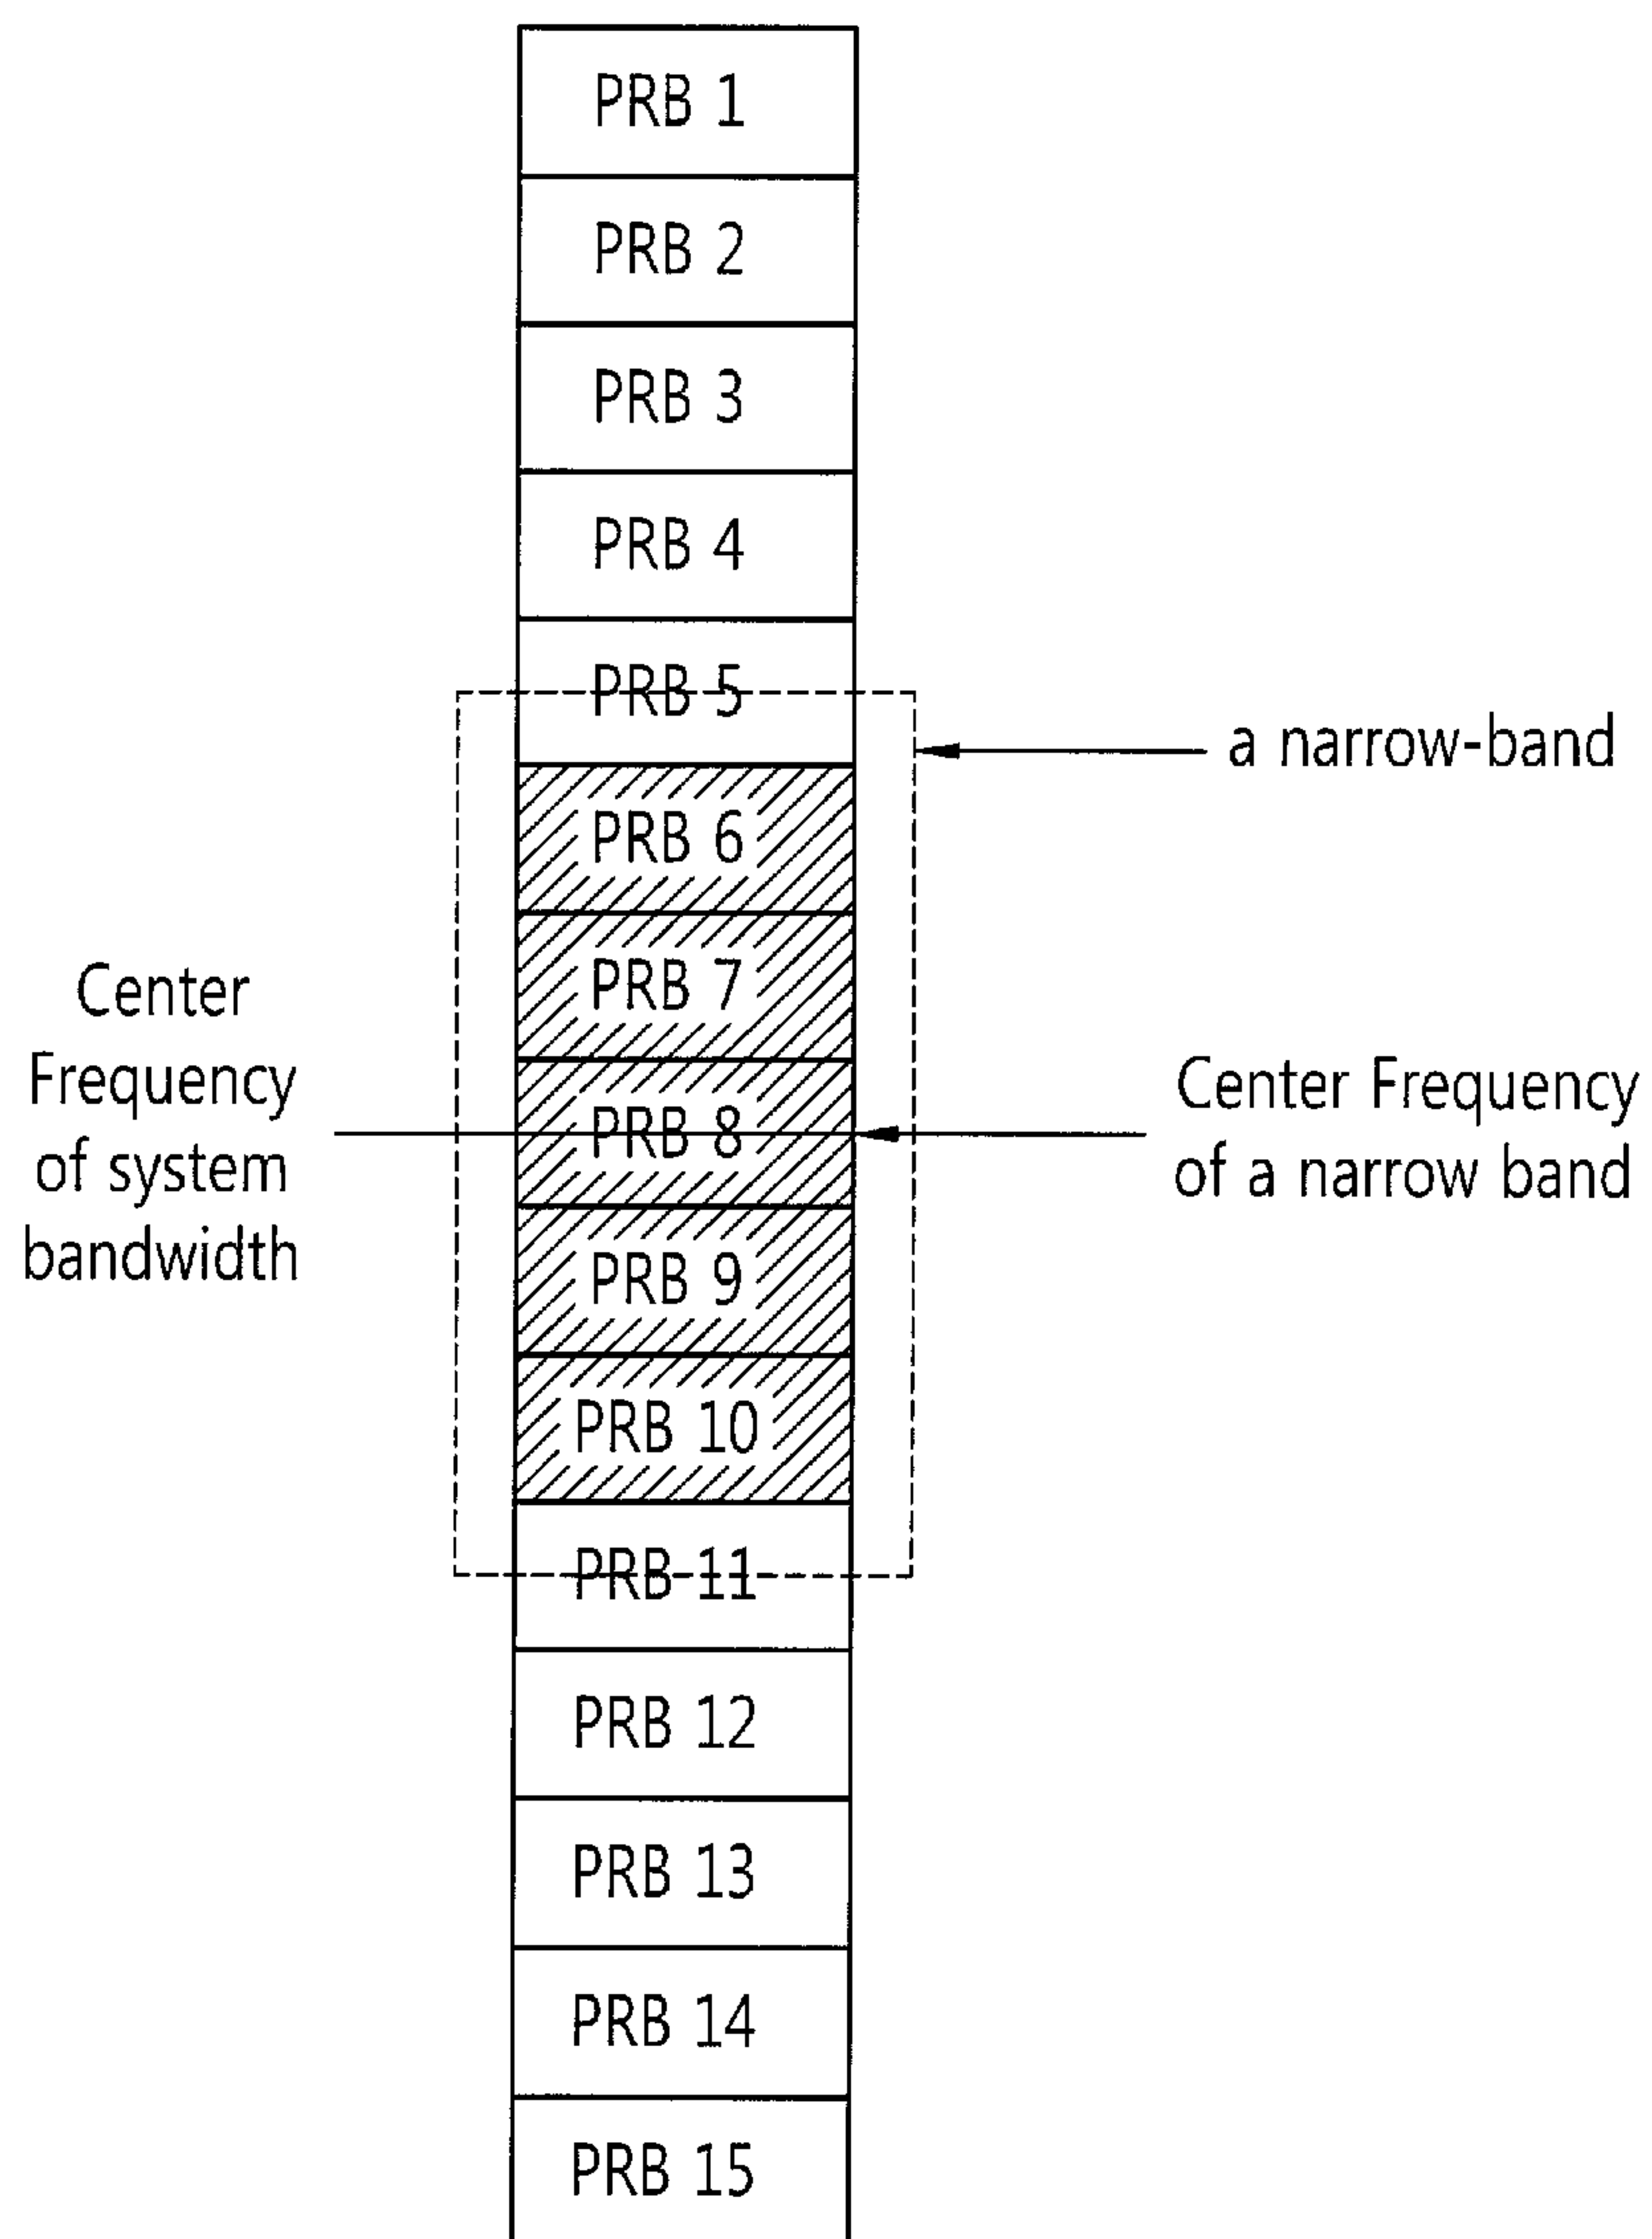 PRB 1
PRB 2
PRB 3
PRB 4
PRB 5
a narrow-band
PRB 6
PRB 7
Center
Frequency
of system
bandwidth
PRB 8
Center Frequency
of a narrow band
PRB 9
PRB 10
PRB 11
PRB 12
PRB 13
PRB 14
PRB 15